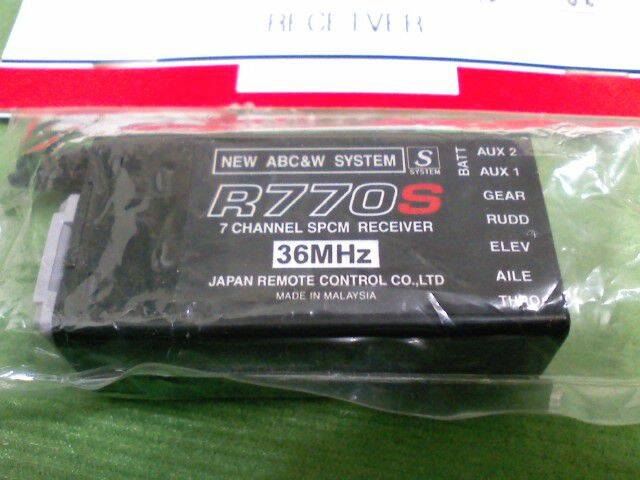 RECEIVER
NEW ABC&W SYSTEM
S
SYSTEM
R770S
7 CHANNEL SPCM RECEIVER
36MHz
JAPAN REMOTE CONTROL CO.,LTD
MADE IN MALAYSIA
BATT
AUX 2
AUX 1
GEAR
RUDD
ELEV
AILE
THRO